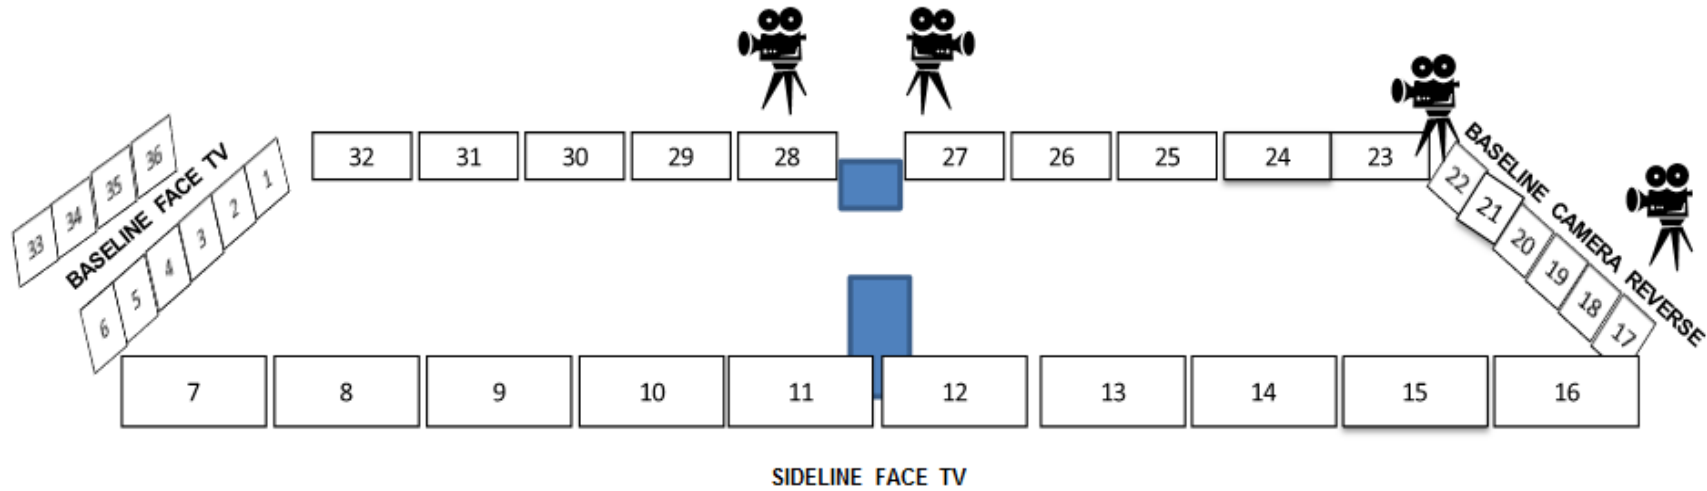 32 31 30 29 28 27 26 25 24 23
33 34 35 36
BASELINE FACE TV
6 5 4 3 2 1
BASELINE CAMERA REVERSE
22 21 20 19 18 17
7 8 9 10 11 12 13 14 15 16
SIDELINE FACE TV